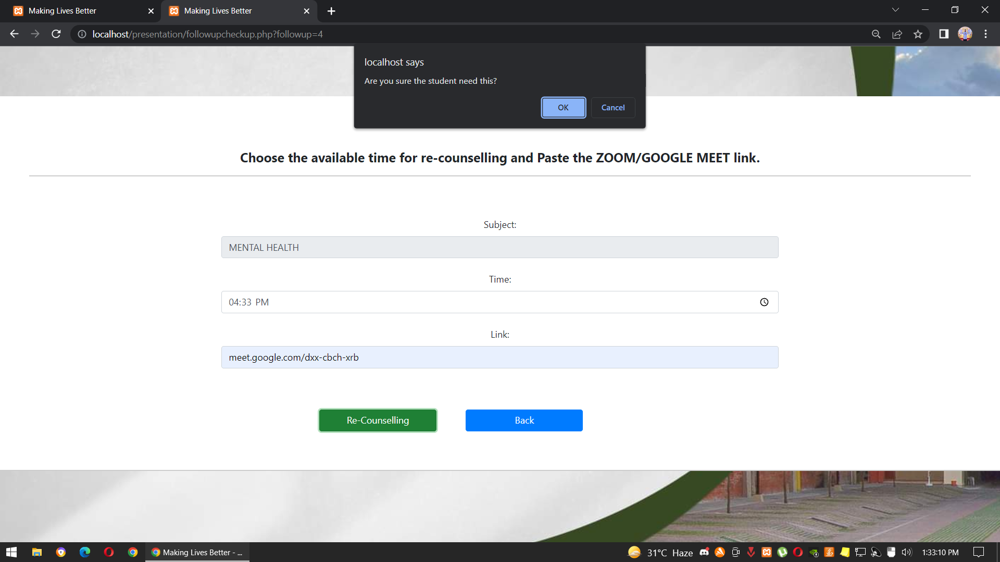 Making Lives Better
Making Lives Better
localhost/presentation/followupcheckup.php?followup=4
localhost says
Are you sure the student need this?
OK
Cancel
Choose the available time for re-counselling and Paste the ZOOM/GOOGLE MEET link.
Subject:
MENTAL HEALTH
Time:
04:33 PM
Link:
meet.google.com/dxx-cbch-xrb
Re-Counselling
Back
Making Lives Better - ...
31°C Haze
1:33:10 PM